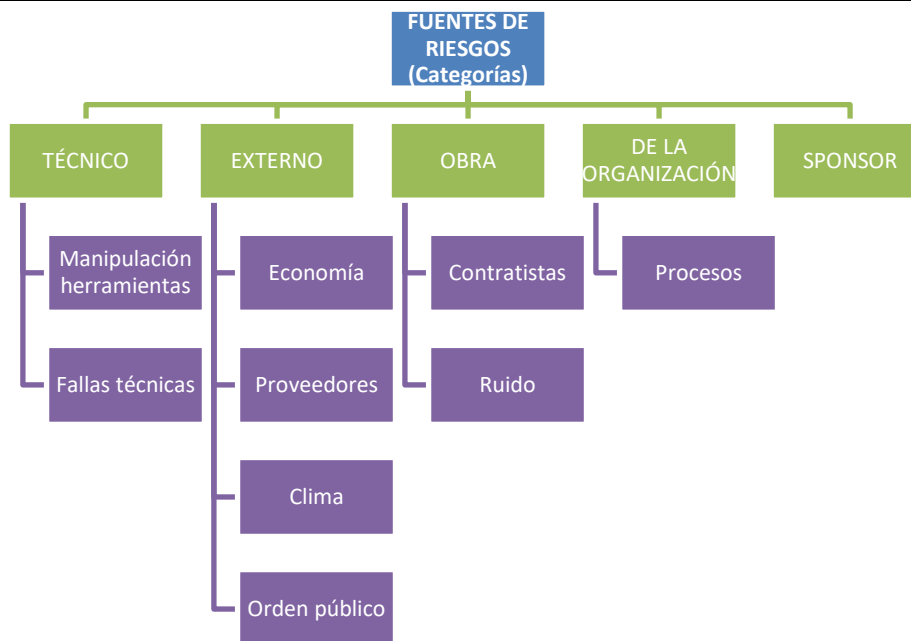 FUENTES DE
RIESGOS
(Categorías)
TÉCNICO
EXTERNO
OBRA
DE LA
ORGANIZACIÓN
SPONSOR
Manipulación
herramientas
Economía
Contratistas
Procesos
Fallas técnicas
Proveedores
Ruido
Clima
Orden público